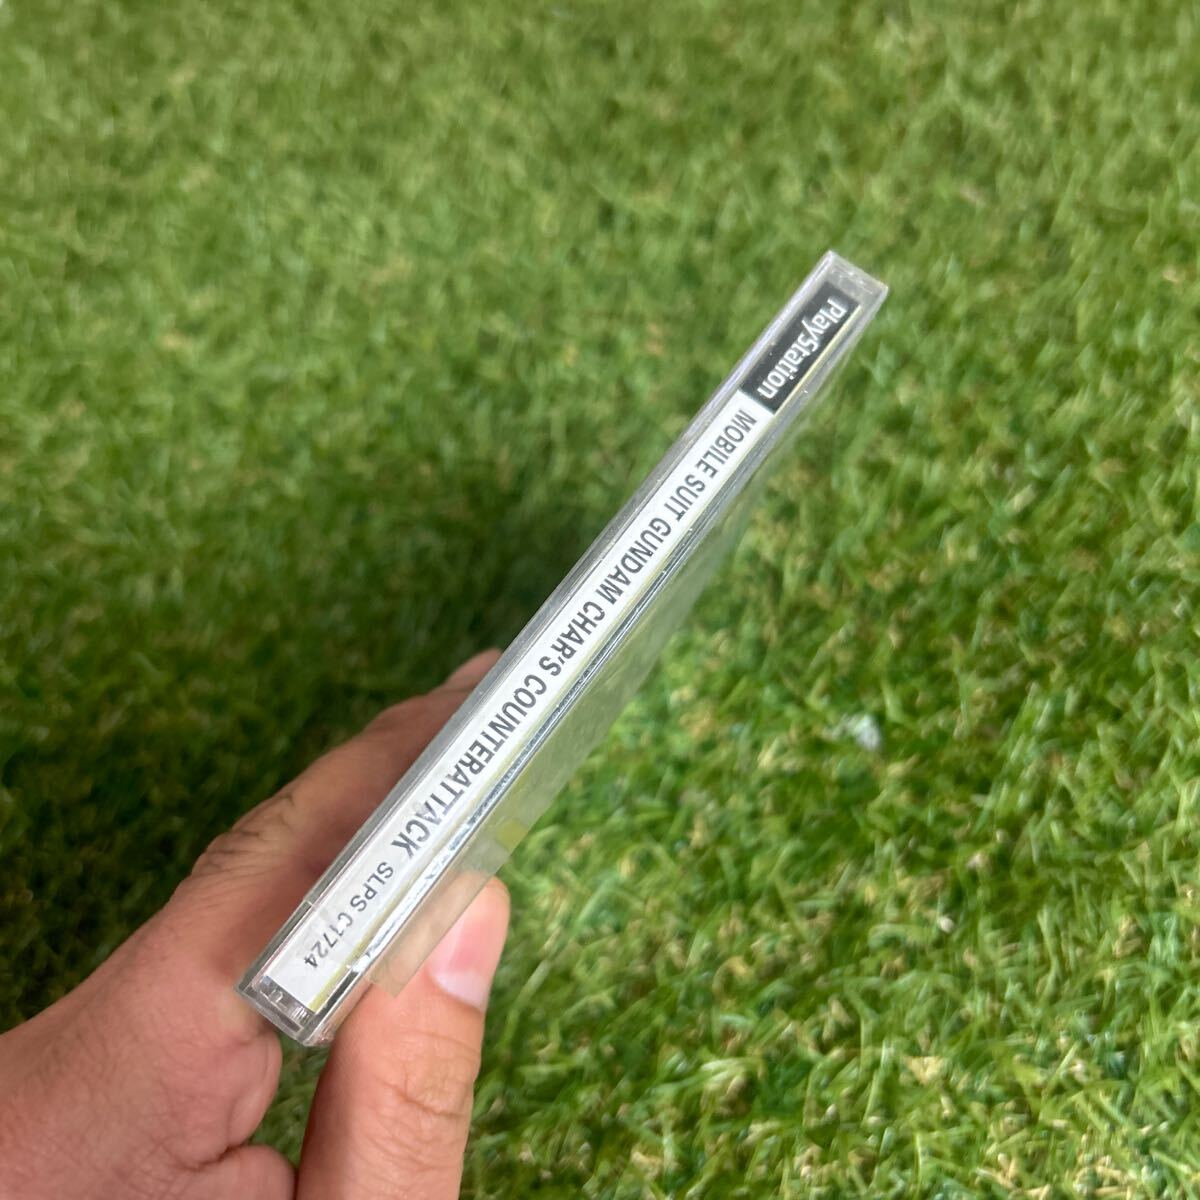 PlayStation
MOBILE SUIT GUNDAM CHAR'S COUNTERATTACK SLPS 01724